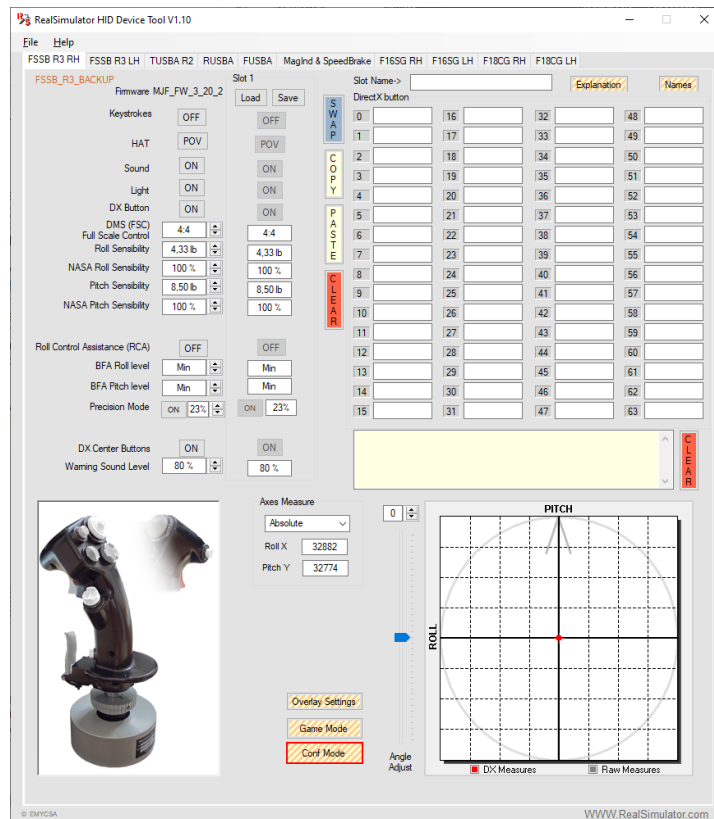 RealSimulator HID Device Tool V1.10
File Help
FSSB R3 RH FSSB R3 LH TUSBA R2 RUSBA FUSBA MagInd & SpeedBrake F16SG RH F16SG LH F18CG RH F18CG LH
FSSB_R3_BACKUP
Firmware MJF_FW_3_20_2
Slot 1
Load Save
Keystrokes OFF OFF
HAT POV POV
Sound ON ON
Light ON ON
DX Button ON ON
DMS (FSC)
Full Scale Control 4:4 4:4
Roll Sensibility 4,33 lb 4,33 lb
NASA Roll Sensibility 100 % 100 %
Pitch Sensibility 8,50 lb 8,50 lb
NASA Pitch Sensibility 100 % 100 %
Roll Control Assistance (RCA) OFF OFF
BFA Roll level Min Min
BFA Pitch level Min Min
Precision Mode ON 23% ON 23%
DX Center Buttons ON ON
Warning Sound Level 80 % 80 %
SWAP
COPY
PASTE
CLEAR
Slot Name-> Explanation Names
DirectX button
0 16 32 48
1 17 33 49
2 18 34 50
3 19 35 51
4 20 36 52
5 21 37 53
6 22 38 54
7 23 39 55
8 24 40 56
9 25 41 57
10 26 42 58
11 27 43 59
12 28 44 60
13 29 45 61
14 30 46 62
15 31 47 63
CLEAR
Axes Measure
Absolute
Roll X 32882
Pitch Y 32774
Overlay Settings
Game Mode
Conf Mode
0
Angle
Adjust
PITCH
ROLL
DX Measures Raw Measures
© EMYCSA
WWW.RealSimulator.com